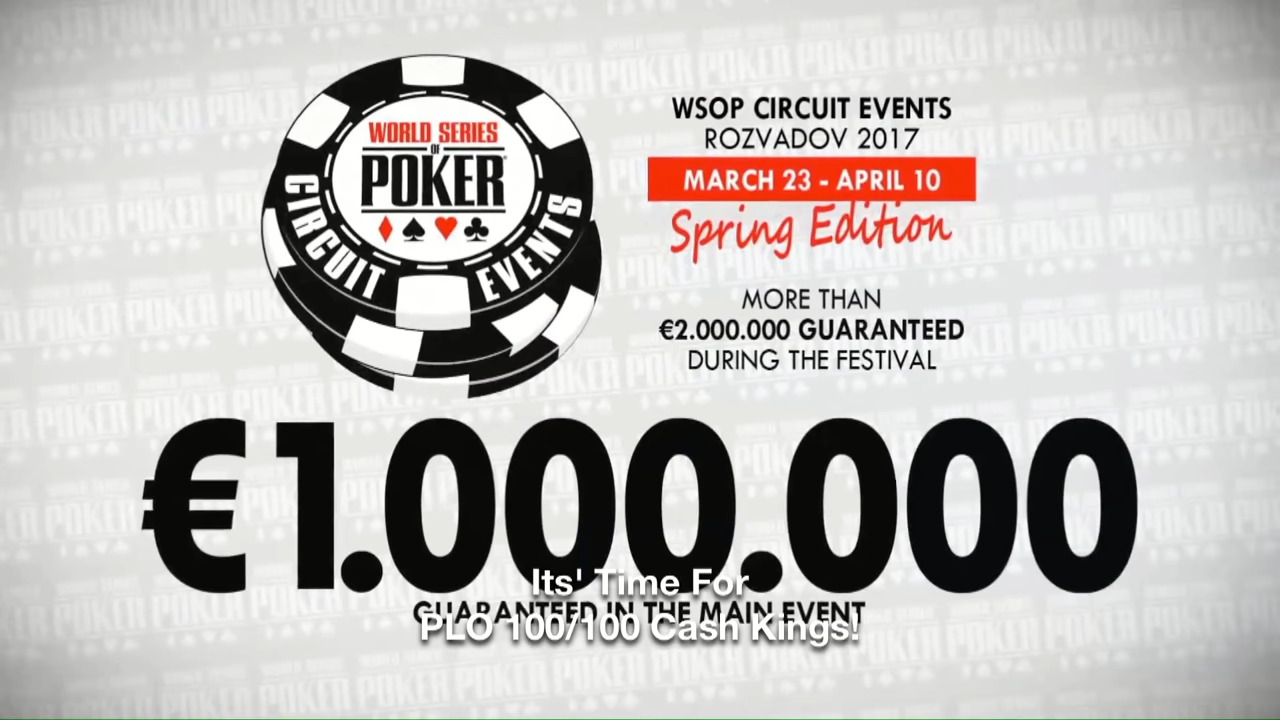 WORLD SERIES
OF
POKER
CIRCUIT EVENTS
WSOP CIRCUIT EVENTS
ROZVADOV 2017
MARCH 23 - APRIL 10
Spring Edition
MORE THAN
€2.000.000 GUARANTEED
DURING THE FESTIVAL
€1.000.000
Its' Time For
GUARANTEED IN THE MAIN EVENT
PLO 100/100 Cash Kings!